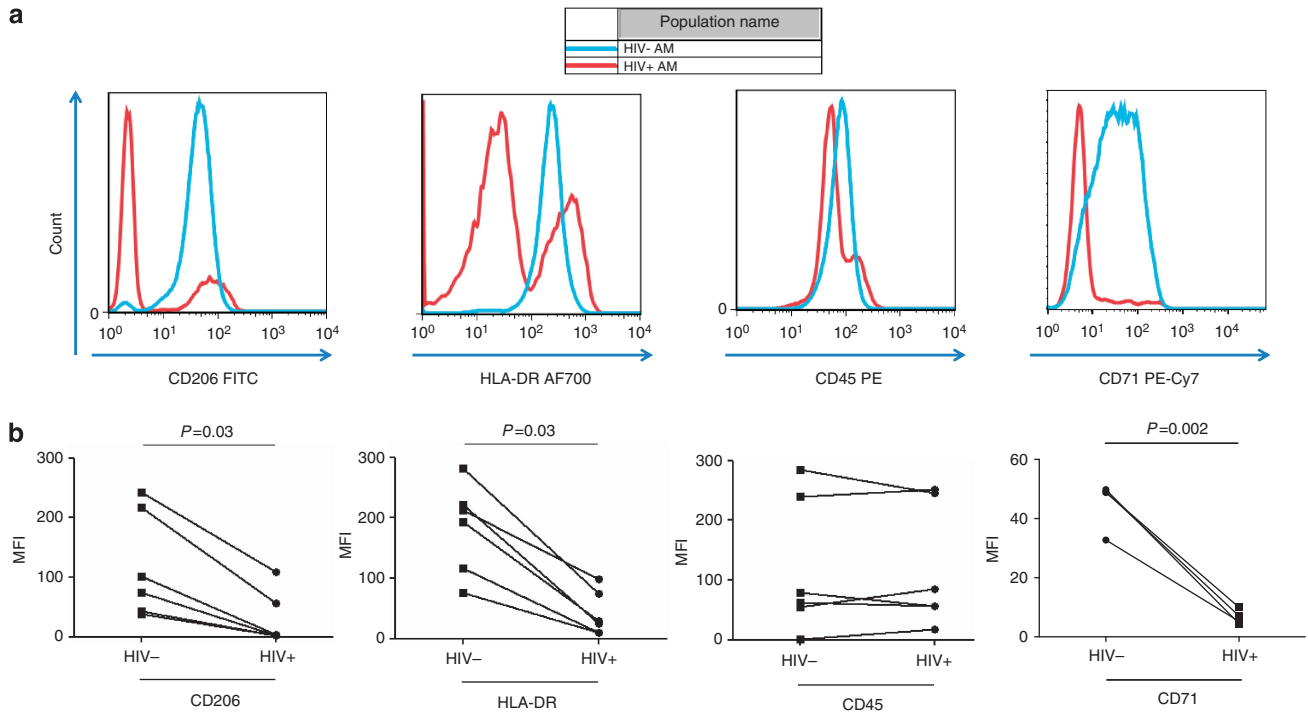 a
Population name
HIV- AM
HIV+ AM
Count
0
10⁰ 10¹ 10² 10³ 10⁴
CD206 FITC
10⁰ 10¹ 10² 10³ 10⁴
HLA-DR AF700
0
10⁰ 10¹ 10² 10³ 10⁴
CD45 PE
10⁰ 10¹ 10² 10³ 10⁴
CD71 PE-Cy7
b
P=0.03
MFI
300
200
100
0
HIV– HIV+
CD206
P=0.03
MFI
300
200
100
0
HIV– HIV+
HLA-DR
MFI
300
200
100
0
HIV– HIV+
CD45
P=0.002
MFI
60
40
20
0
HIV– HIV+
CD71